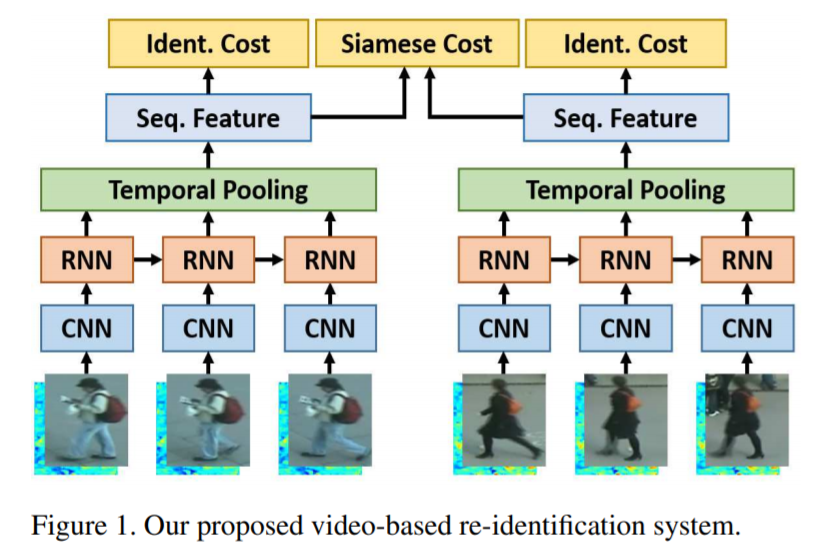 Ident. Cost Siamese Cost Ident. Cost
Seq. Feature Seq. Feature
Temporal Pooling Temporal Pooling
RNN RNN RNN RNN RNN RNN
CNN CNN CNN CNN CNN CNN
Figure 1. Our proposed video-based re-identification system.